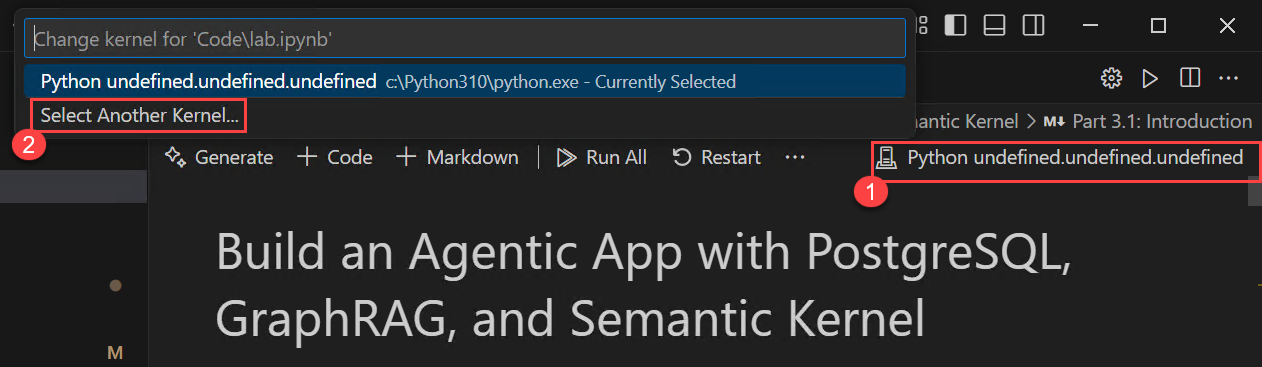 Change kernel for 'Code\lab.ipynb'
Python undefined.undefined.undefined c:\Python310\python.exe - Currently Selected
Select Another Kernel...
2
antic Kernel > M↓ Part 3.1: Introduction
Generate + Code + Markdown | Run All Restart ... Python undefined.undefined.undefined
1
Build an Agentic App with PostgreSQL,
GraphRAG, and Semantic Kernel
M